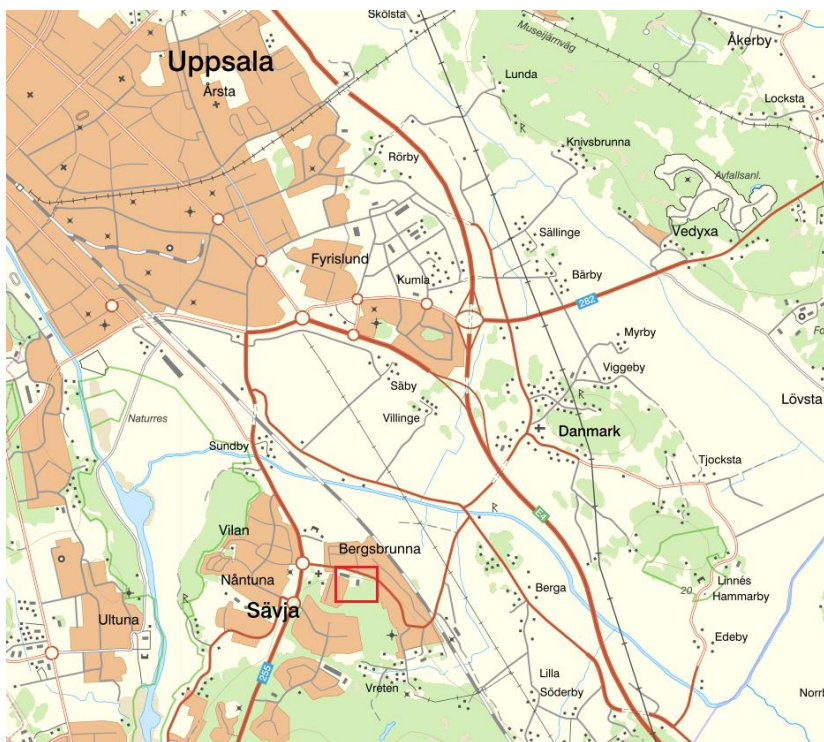 Skölsta
Museijärnväg
Åkerby
Uppsala
Årsta
Lunda
Locksta
Knivsbrunna
Rörby
Avfallsanl.
Sällinge
Vedyxa
Fyrislund
Kumla
Bärby
282
Myrby
Viggeby
Säby
Lövsta
Naturres
Villinge
Danmark
Sundby
Tjocksta
E4
Vilan
Bergsbrunna
Nåntuna
Berga
20
Linnés
Hammarby
Ultuna
Sävja
Edeby
255
Vreten
Lilla
Söderby